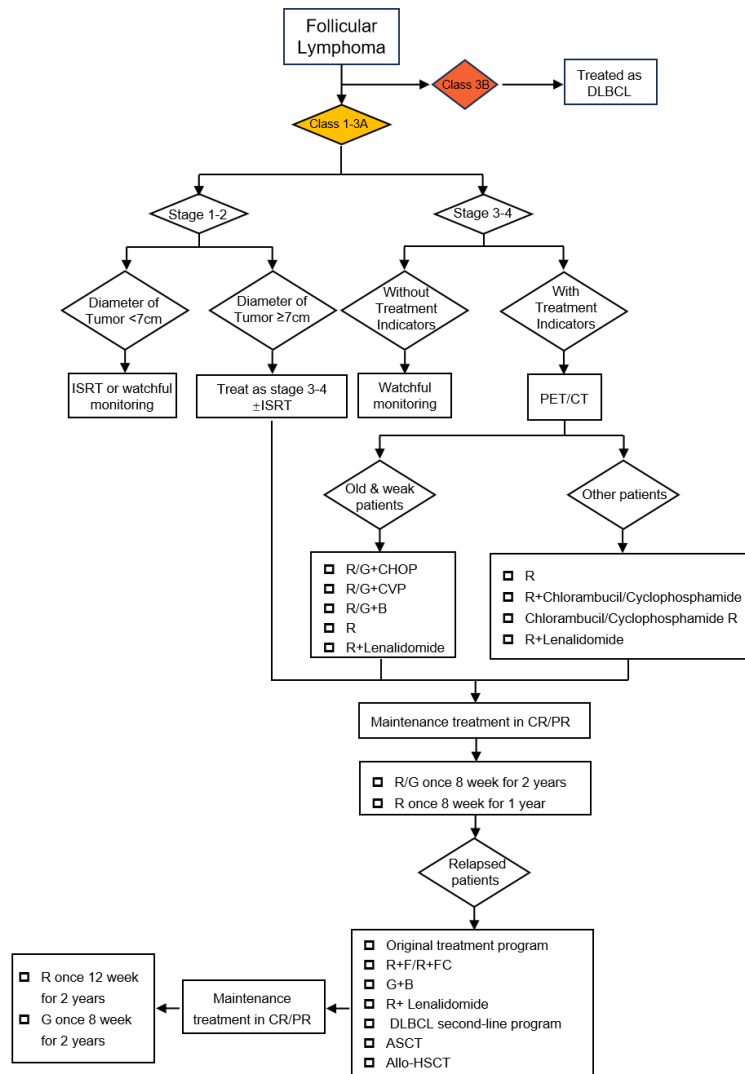 Follicular
Lymphoma
Class 3B
Treated as
DLBCL
Class 1-3A
Stage 1-2
Stage 3-4
Diameter of
Tumor <7cm
Diameter of
Tumor ≥7cm
Without
Treatment
Indicators
With
Treatment
Indicators
ISRT or watchful
monitoring
Treat as stage 3-4
±ISRT
Watchful
monitoring
PET/CT
Old & weak
patients
Other patients
R/G+CHOP
R/G+CVP
R/G+B
R
R+Lenalidomide
R
R+Chlorambucil/Cyclophosphamide
Chlorambucil/Cyclophosphamide R
R+Lenalidomide
Maintenance treatment in CR/PR
R/G once 8 week for 2 years
R once 8 week for 1 year
Relapsed
patients
Original treatment program
R+F/R+FC
G+B
R+ Lenalidomide
DLBCL second-line program
ASCT
Allo-HSCT
Maintenance
treatment in CR/PR
R once 12 week
for 2 years
G once 8 week
for 2 years